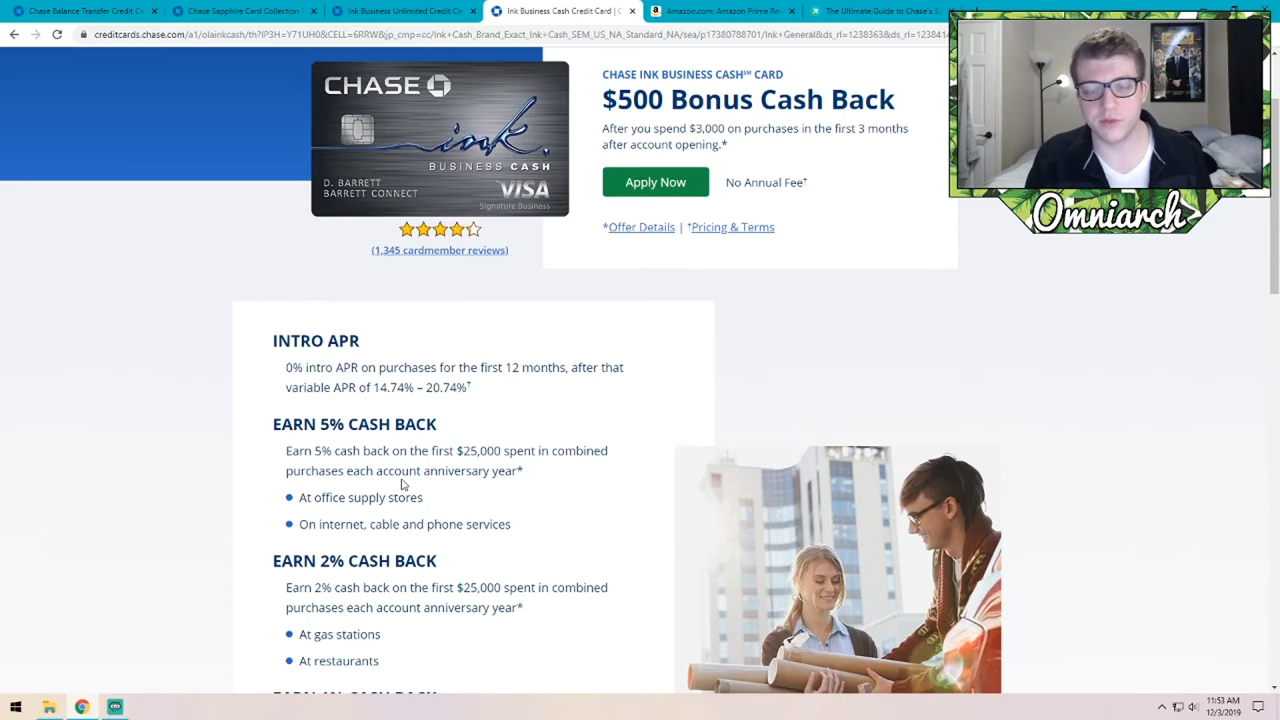 Chase Balance Transfer Credit C
Chase Sapphire Card Collection |
Ink Business Unlimited Credit C
Ink Business Cash Credit Card | C
Amazon.com: Amazon Prime Re
The Ultimate Guide to Chase's 5
CHASE
ink.
BUSINESS CASH
D. BARRETT
BARRETT CONNECT
VISA
Signature Business
(1,345 cardmember reviews)
CHASE INK BUSINESS CASH℠ CARD
$500 Bonus Cash Back
After you spend $3,000 on purchases in the first 3 months
after account opening.*
Apply Now
No Annual Fee†
*Offer Details | †Pricing & Terms
Omniarch
INTRO APR
0% intro APR on purchases for the first 12 months, after that
variable APR of 14.74% – 20.74%†
EARN 5% CASH BACK
Earn 5% cash back on the first $25,000 spent in combined
purchases each account anniversary year*
At office supply stores
On internet, cable and phone services
EARN 2% CASH BACK
Earn 2% cash back on the first $25,000 spent in combined
purchases each account anniversary year*
At gas stations
At restaurants
11:53 AM
12/3/2019